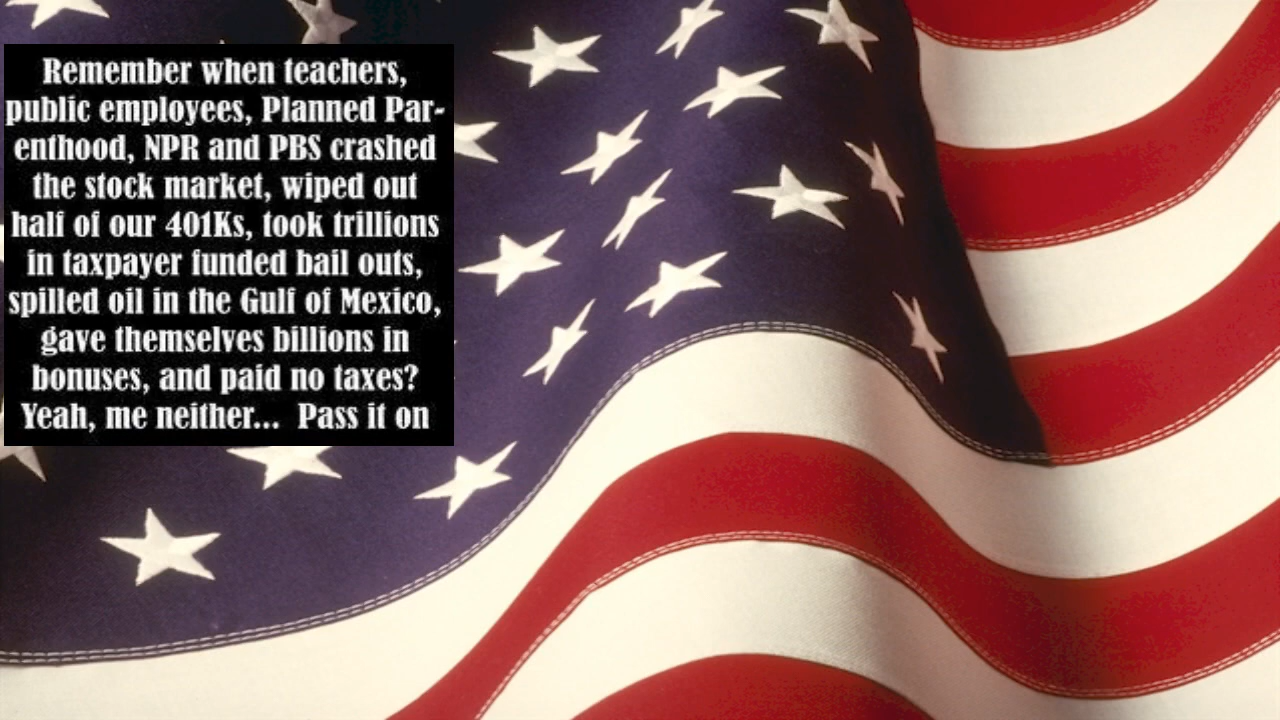 Remember when teachers,
public employees, Planned Par-
enthood, NPR and PBS crashed
the stock market, wiped out
half of our 401Ks, took trillions
in taxpayer funded bail outs,
spilled oil in the Gulf of Mexico,
gave themselves billions in
bonuses, and paid no taxes?
Yeah, me neither... Pass it on